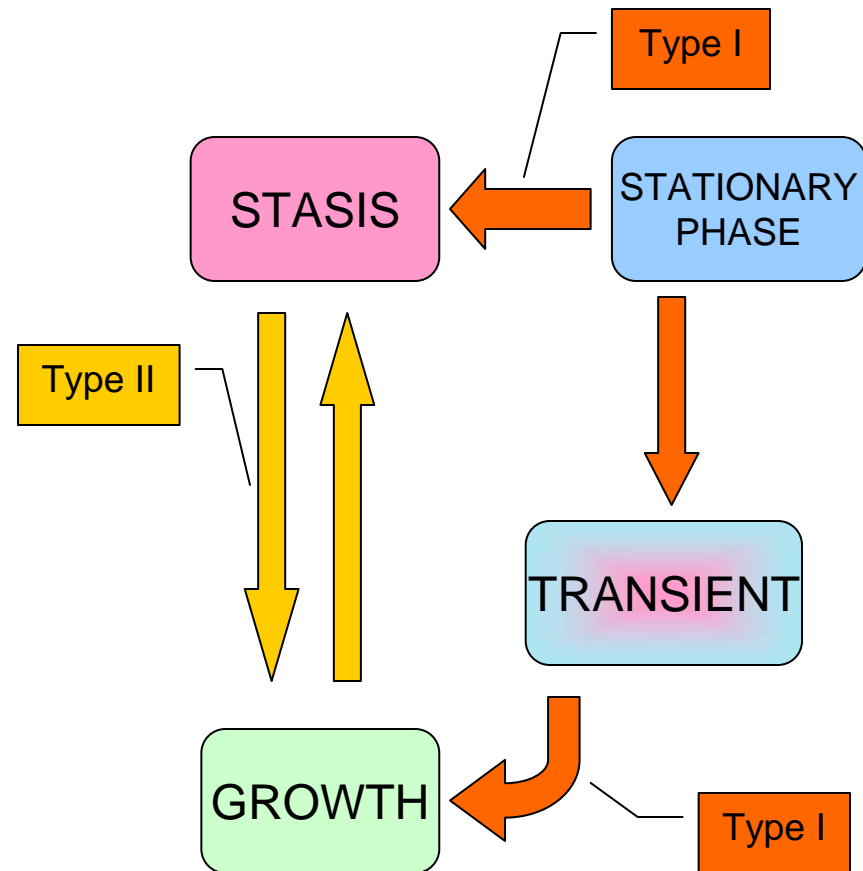 Type I
STASIS
STATIONARY
PHASE
Type II
TRANSIENT
GROWTH
Type I